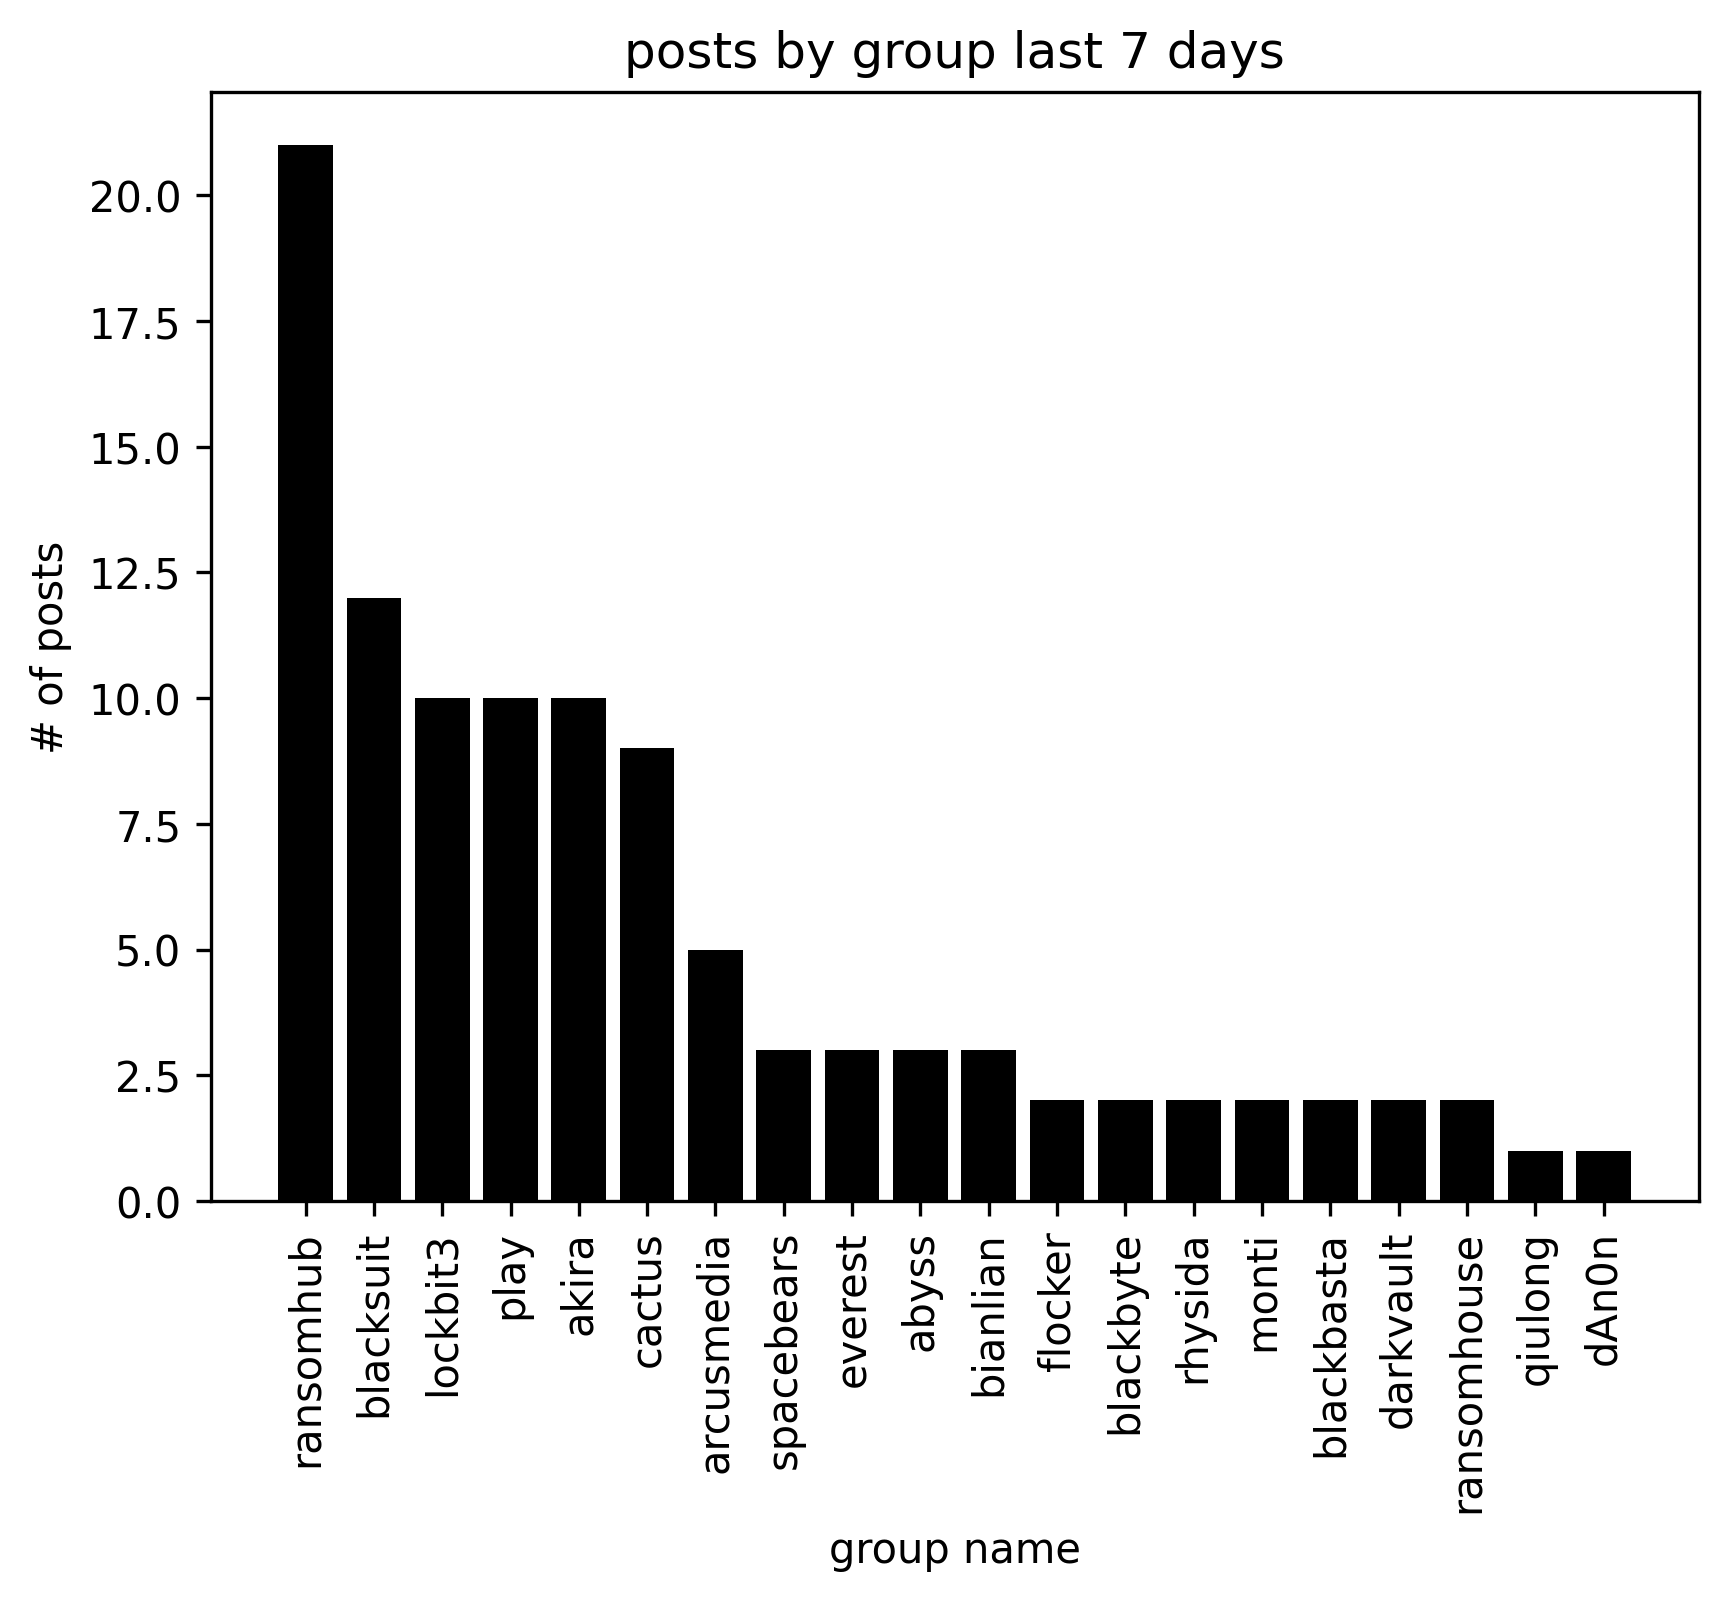 posts by group last 7 days
# of posts
20.0
17.5
15.0
12.5
10.0
7.5
5.0
2.5
0.0
ransomhub
blacksuit
lockbit3
play
akira
cactus
arcusmedia
spacebears
everest
abyss
bianlian
flocker
blackbyte
rhysida
monti
blackbasta
darkvault
ransomhouse
qiulong
dAn0n
group name